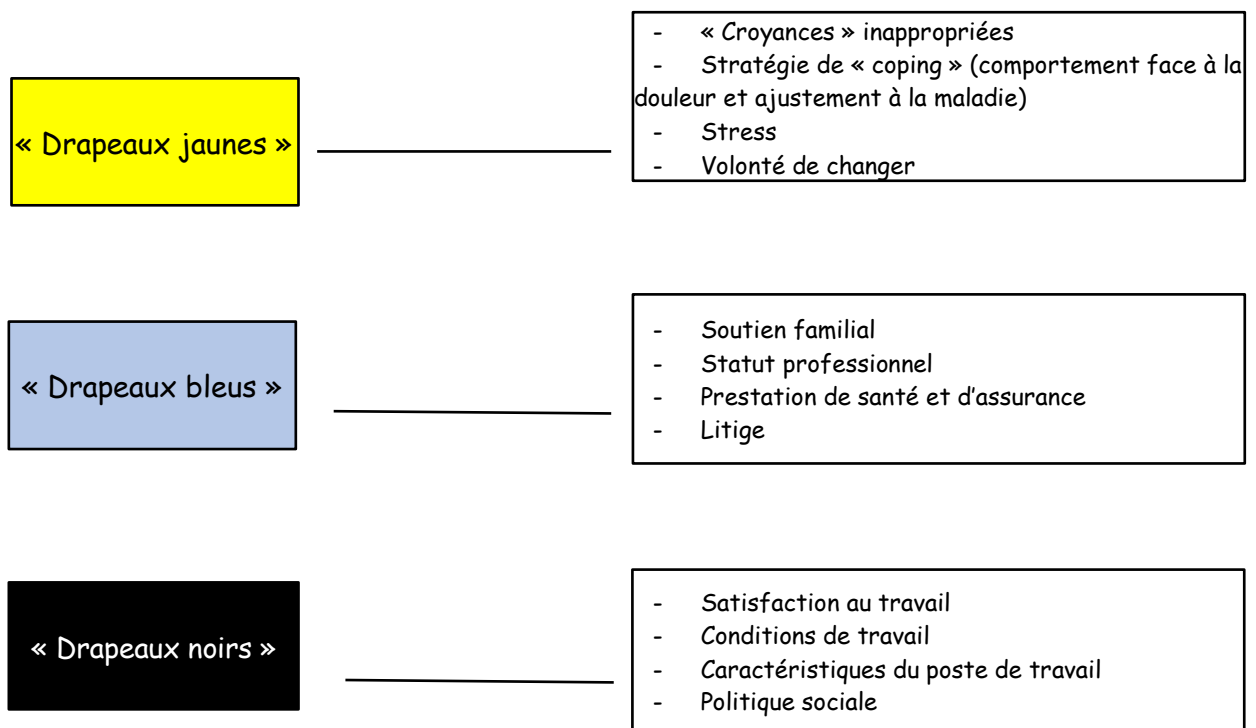 « Drapeaux jaunes »
- « Croyances » inappropriées
- Stratégie de « coping » (comportement face à la
douleur et ajustement à la maladie)
- Stress
- Volonté de changer
« Drapeaux bleus »
- Soutien familial
- Statut professionnel
- Prestation de santé et d’assurance
- Litige
« Drapeaux noirs »
- Satisfaction au travail
- Conditions de travail
- Caractéristiques du poste de travail
- Politique sociale